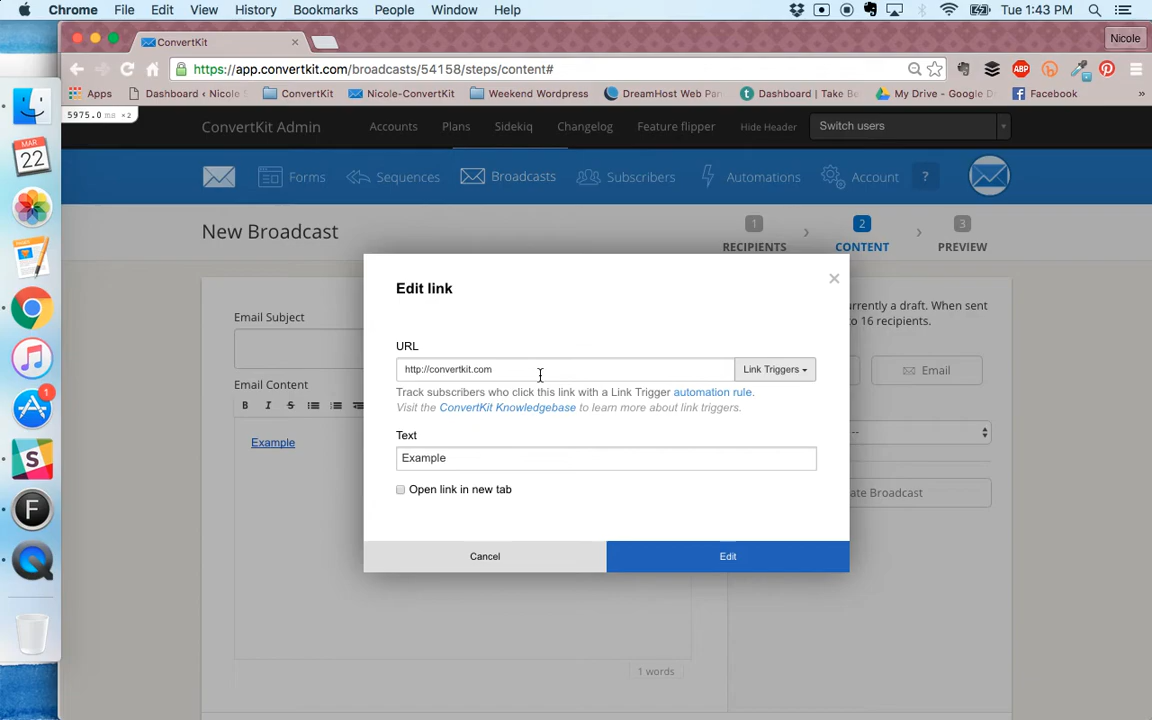 Chrome File Edit View History Bookmarks People Window Help Tue 1:43 PM
ConvertKit Nicole
https://app.convertkit.com/broadcasts/54158/steps/content# ABP
Apps Dashboard ‹ Nicole ConvertKit Nicole-ConvertKit Weekend Wordpress DreamHost Web Pan Dashboard | Take Be My Drive - Google D Facebook »
5975.0 ms ×2
ConvertKit Admin Accounts Plans Sidekiq Changelog Feature flipper Hide Header Switch users
MAR
22
Forms Sequences Broadcasts Subscribers Automations Account ?
New Broadcast 1 2 3
RECIPIENTS CONTENT PREVIEW
Edit link ×
Email Subject
urrently a draft. When sent
o 16 recipients.
URL
http://convertkit.com Link Triggers
Email
Track subscribers who click this link with a Link Trigger automation rule.
Email Content
Visit the ConvertKit Knowledgebase to learn more about link triggers.
B I S
1
Text
--
Example
Example
Open link in new tab
ate Broadcast
Cancel Edit
1 words